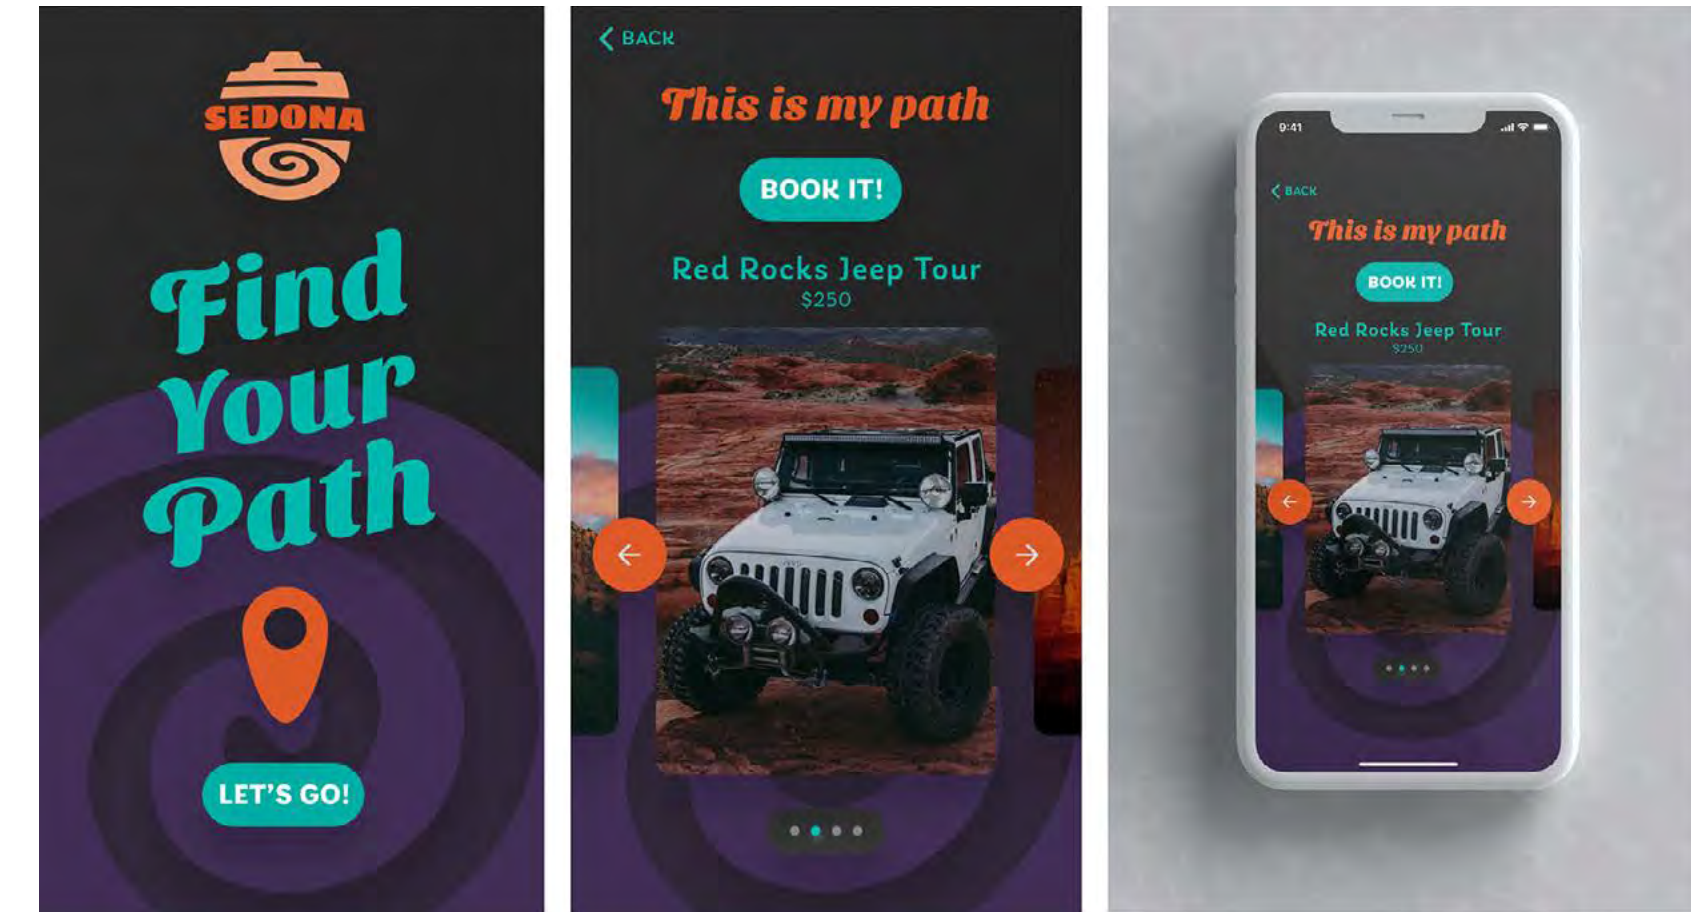 SEDONA
Find
Your
Path
LET'S GO!
BACK
This is my path
BOOK IT!
Red Rocks Jeep Tour
$250
9:41
BACK
This is my path
BOOK IT!
Red Rocks Jeep Tour
$250